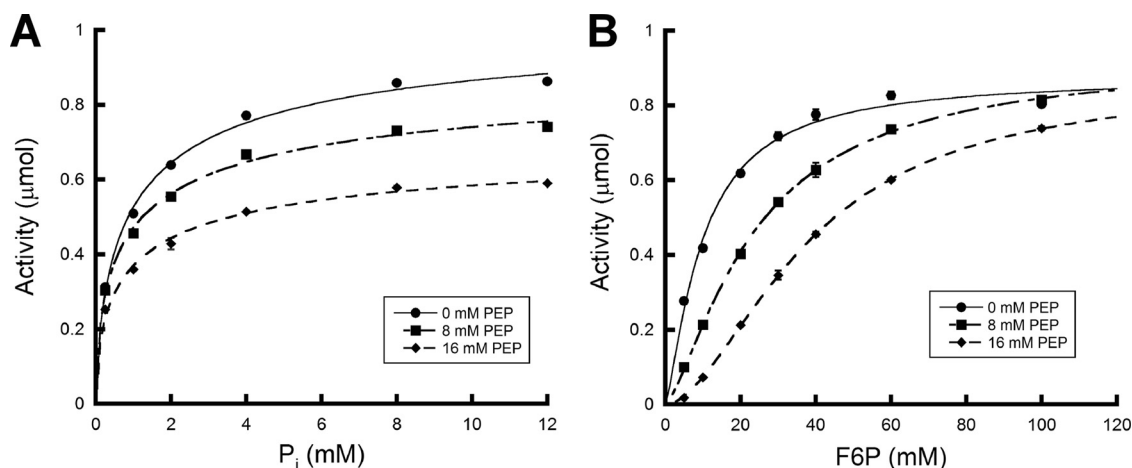 A
Activity (μmol)
1
0.8
0.6
0.4
0.2
0
0 2 4 6 8 10 12
P_i (mM)
0 mM PEP
8 mM PEP
16 mM PEP
B
Activity (μmol)
1
0.8
0.6
0.4
0.2
0
0 20 40 60 80 100 120
F6P (mM)
0 mM PEP
8 mM PEP
16 mM PEP